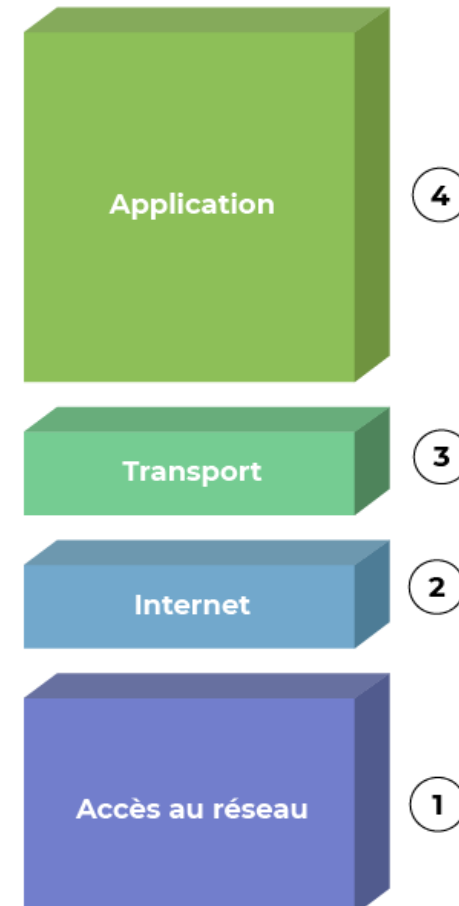 Application
4
Transport
3
Internet
2
Accès au réseau
1